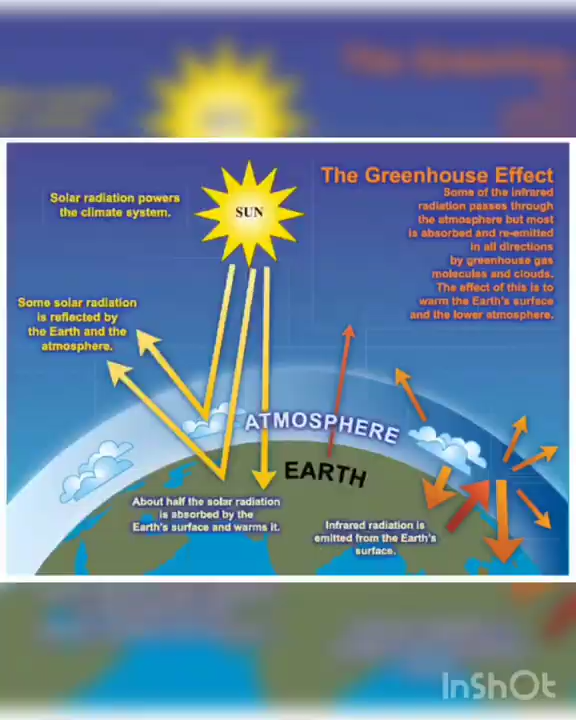 Solar radiation powers
the climate system.
SUN
The Greenhouse Effect
Some of the infrared
radiation passes through
the atmosphere but most
is absorbed and re-emitted
in all directions
by greenhouse gas
molecules and clouds.
The effect of this is to
warm the Earth's surface
and the lower atmosphere.
Some solar radiation
is reflected by
the Earth and the
atmosphere.
ATMOSPHERE
EARTH
About half the solar radiation
is absorbed by the
Earth's surface and warms it.
Infrared radiation is
emitted from the Earth's
surface.
InShOt